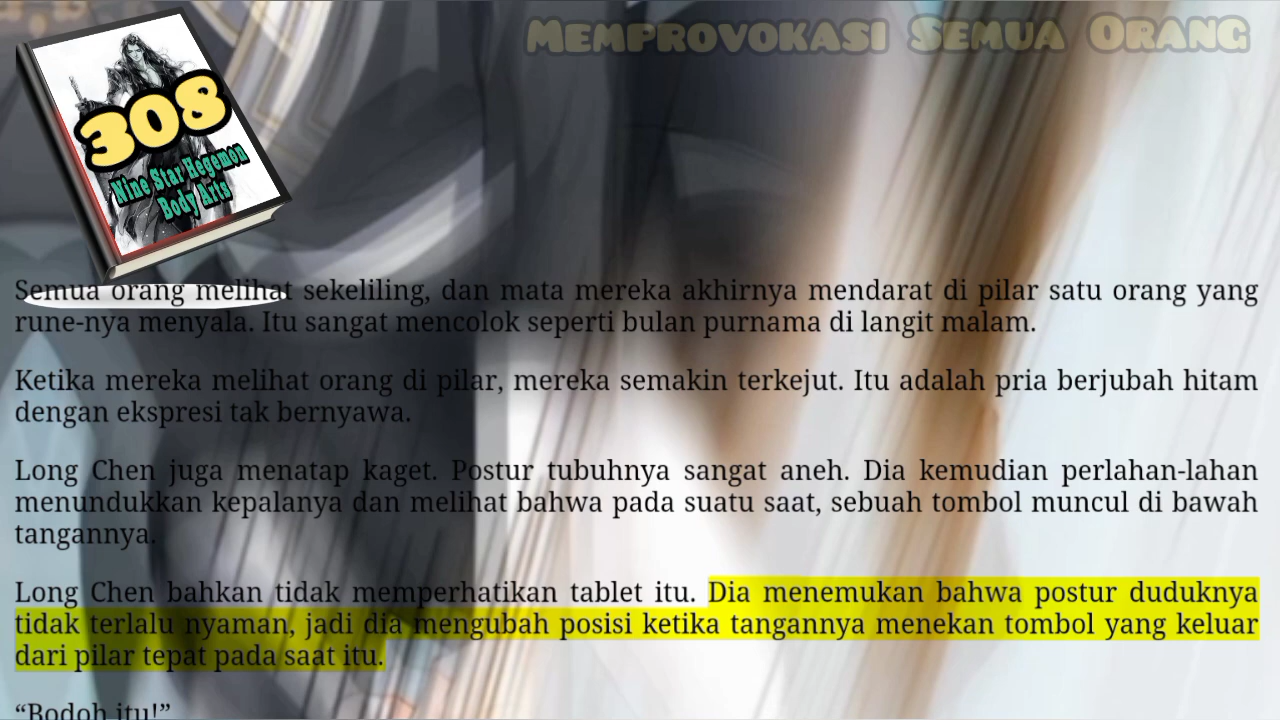 Memprovokasi Semua Orang
308
Nine Star Hegemon
Body Arts
Semua orang melihat sekeliling, dan mata mereka akhirnya mendarat di pilar satu orang yang
rune-nya menyala. Itu sangat mencolok seperti bulan purnama di langit malam.
Ketika mereka melihat orang di pilar, mereka semakin terkejut. Itu adalah pria berjubah hitam
dengan ekspresi tak bernyawa.
Long Chen juga menatap kaget. Postur tubuhnya sangat aneh. Dia kemudian perlahan-lahan
menundukkan kepalanya dan melihat bahwa pada suatu saat, sebuah tombol muncul di bawah
tangannya.
Long Chen bahkan tidak memperhatikan tablet itu. Dia menemukan bahwa postur duduknya
tidak terlalu nyaman, jadi dia mengubah posisi ketika tangannya menekan tombol yang keluar
dari pilar tepat pada saat itu.
“Bodoh itu!”